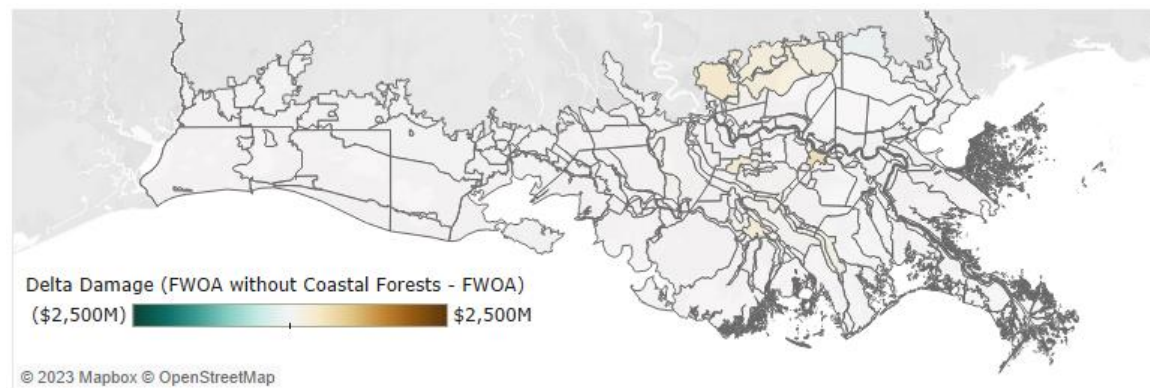 Delta Damage (FWOA without Coastal Forests - FWOA)
($2,500M) $2,500M
© 2023 Mapbox © OpenStreetMap